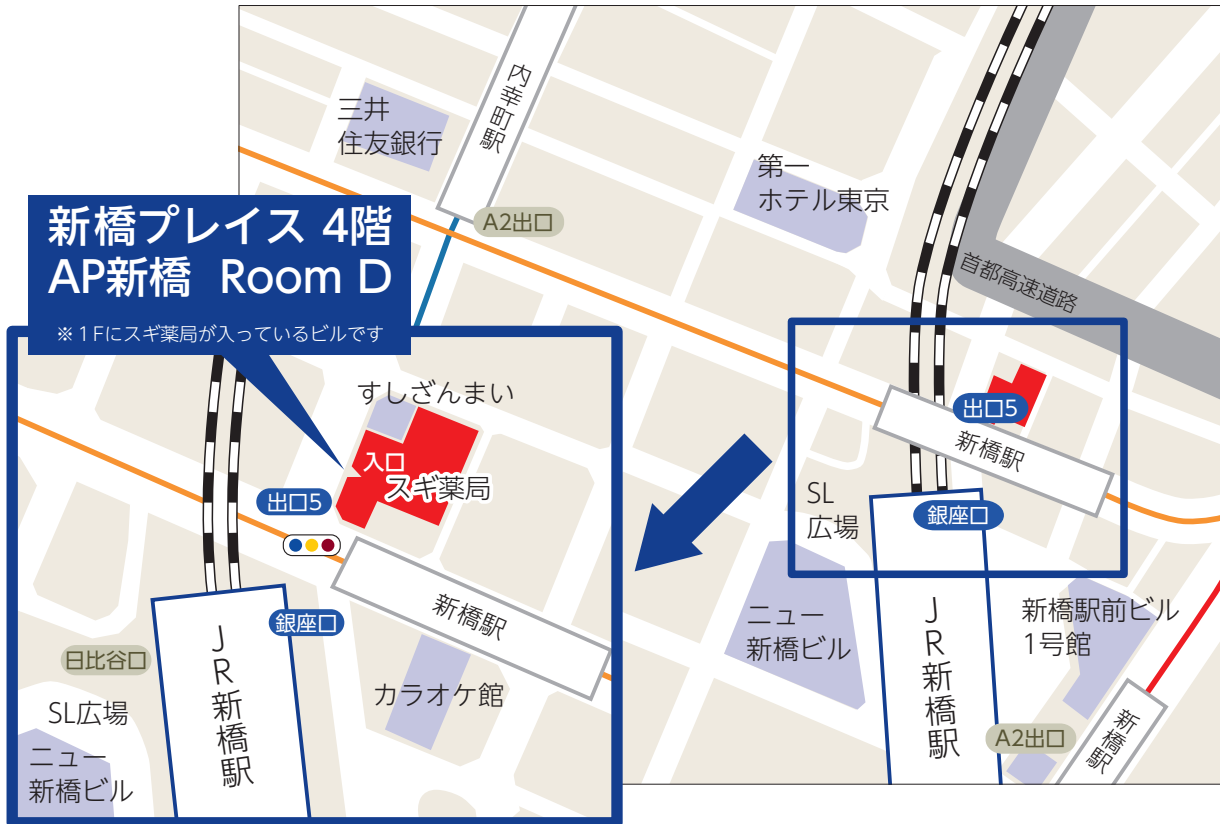 内幸町駅
三井
住友銀行
第一
ホテル東京
A2出口
首都高速道路
新橋プレイス 4階
AP新橋 Room D
※１Fにスギ薬局が入っているビルです
すしざんまい
入口
スギ薬局
出口5
新橋駅
銀座口
日比谷口
JR新橋駅
カラオケ館
SL広場
ニュー
新橋ビル
出口5
新橋駅
SL
広場
銀座口
ニュー
新橋ビル
JR新橋駅
新橋駅前ビル
1号館
A2出口
新橋駅